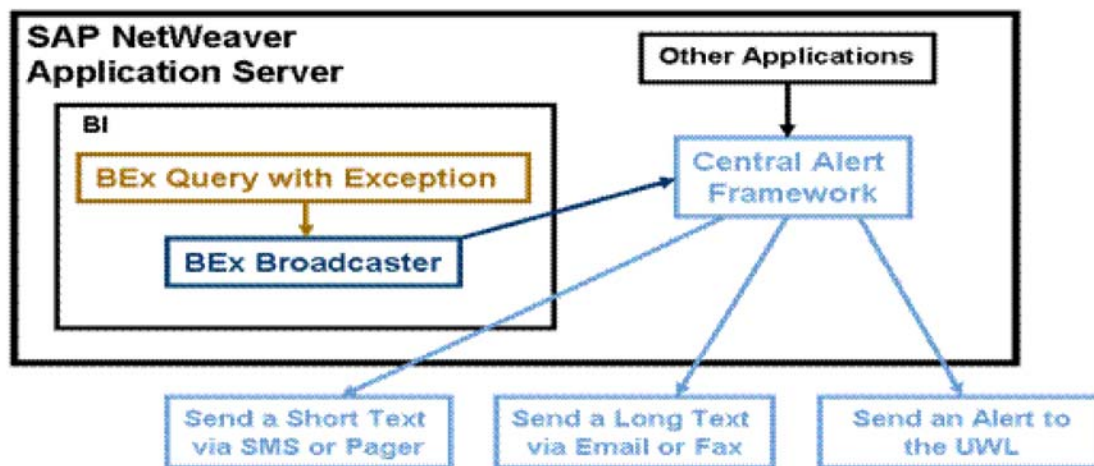 SAP NetWeaver
Application Server
Other Applications
BI
BEx Query with Exception
Central Alert
Framework
BEx Broadcaster
Send a Short Text
via SMS or Pager
Send a Long Text
via Email or Fax
Send an Alert to
the UWL